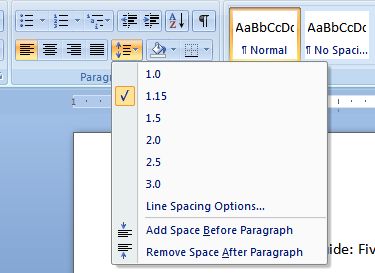 AaBbCcDc AaBbCcDc
¶ Normal ¶ No Spaci...
Paragr
1.0
1.15
1.5
2.0
2.5
3.0
Line Spacing Options...
Add Space Before Paragraph
Remove Space After Paragraph
1
ide: Fiv